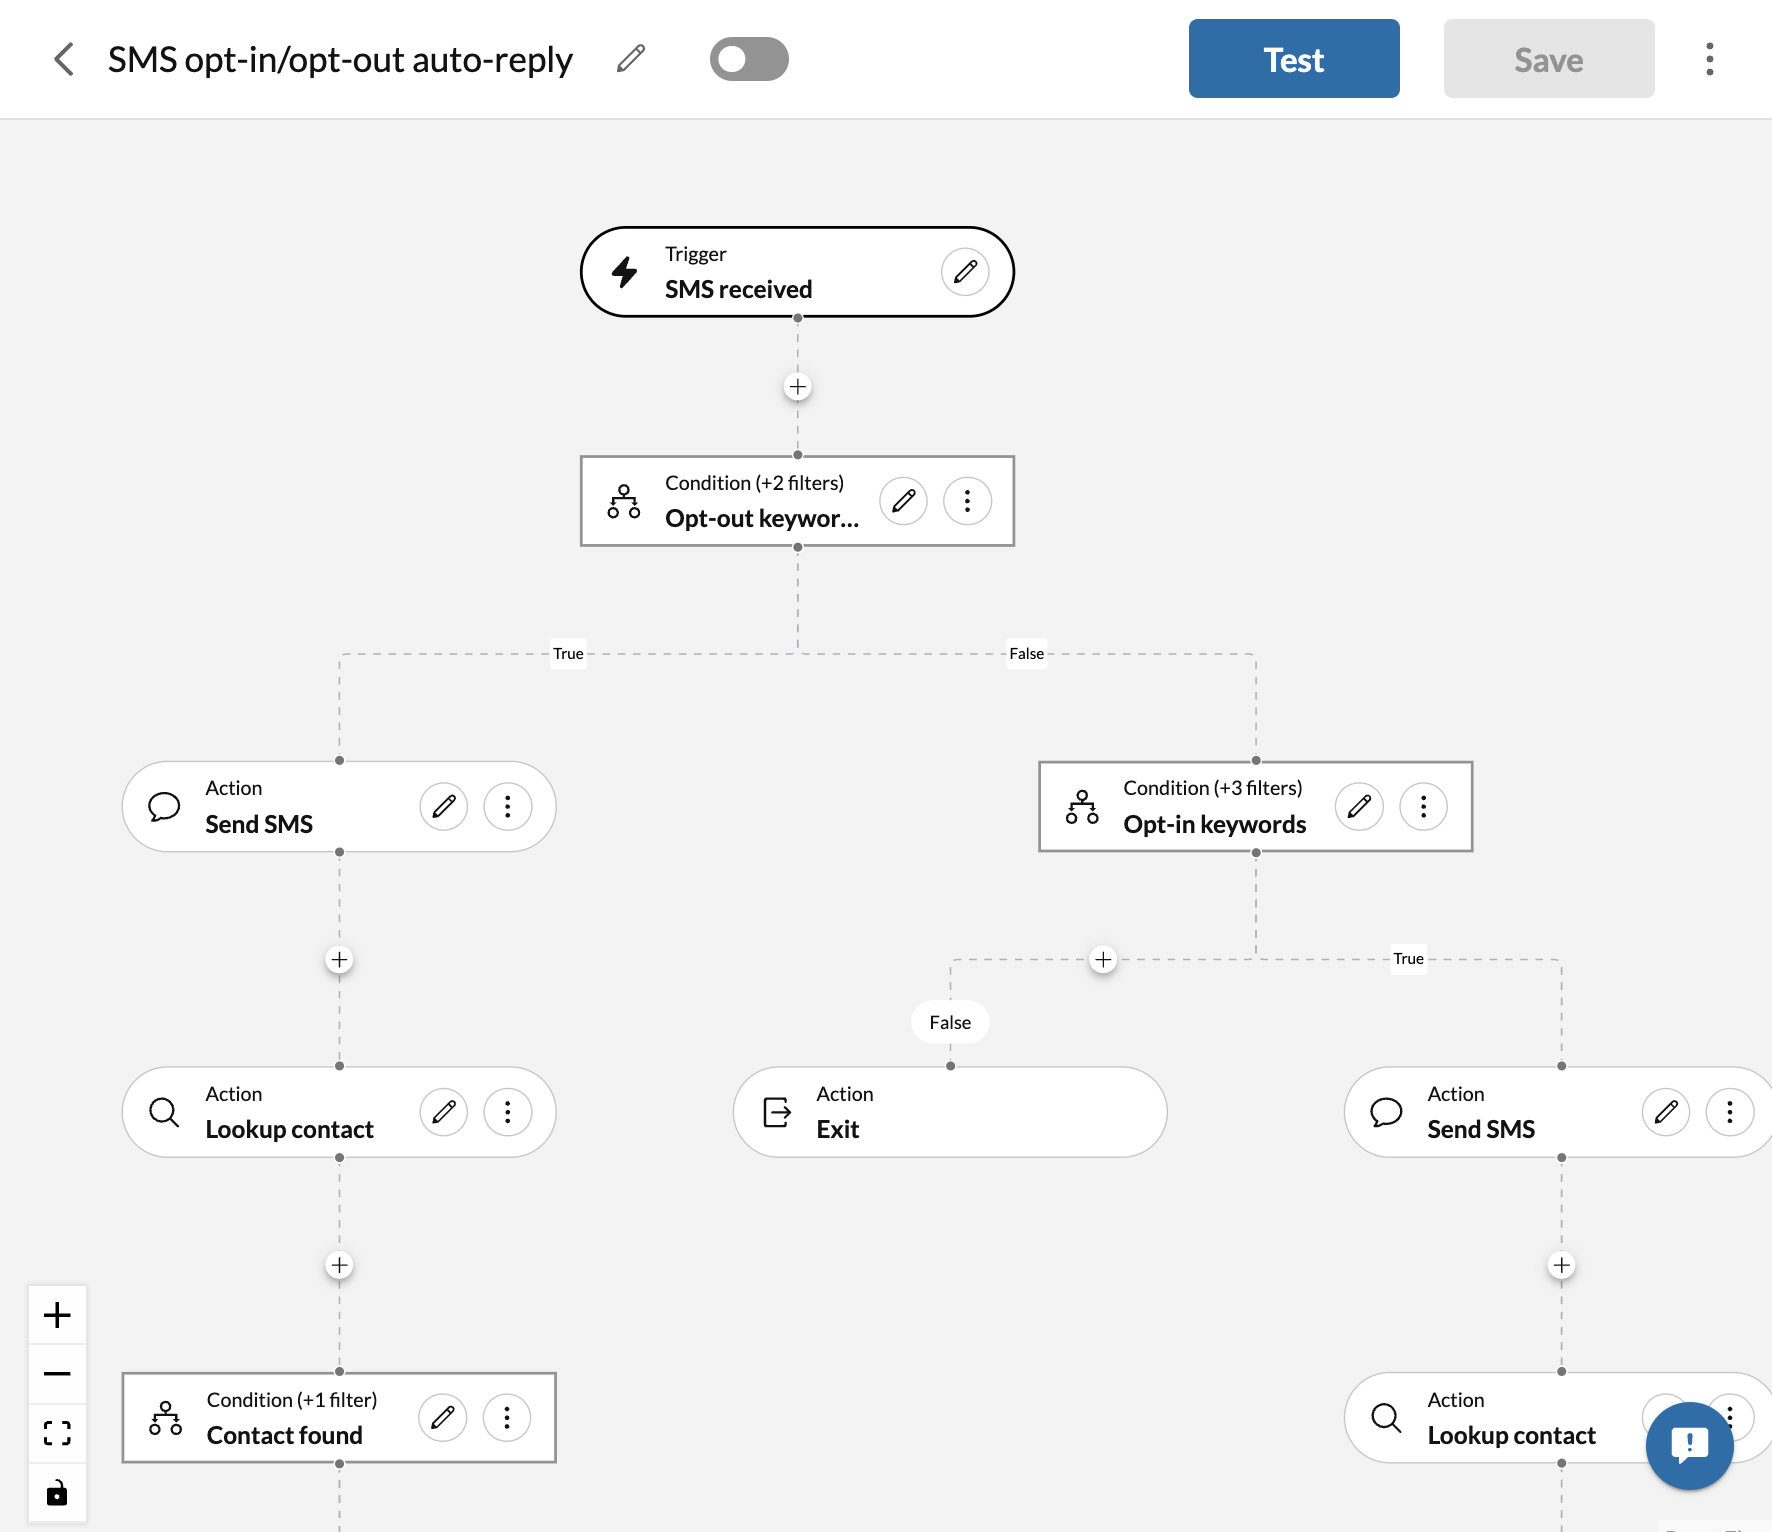 SMS opt-in/opt-out auto-reply
Test
Save
Trigger
SMS received
Condition (+2 filters)
Opt-out keywor...
True
False
Action
Send SMS
Condition (+3 filters)
Opt-in keywords
True
False
Action
Lookup contact
Action
Exit
Action
Send SMS
Condition (+1 filter)
Contact found
Action
Lookup contact